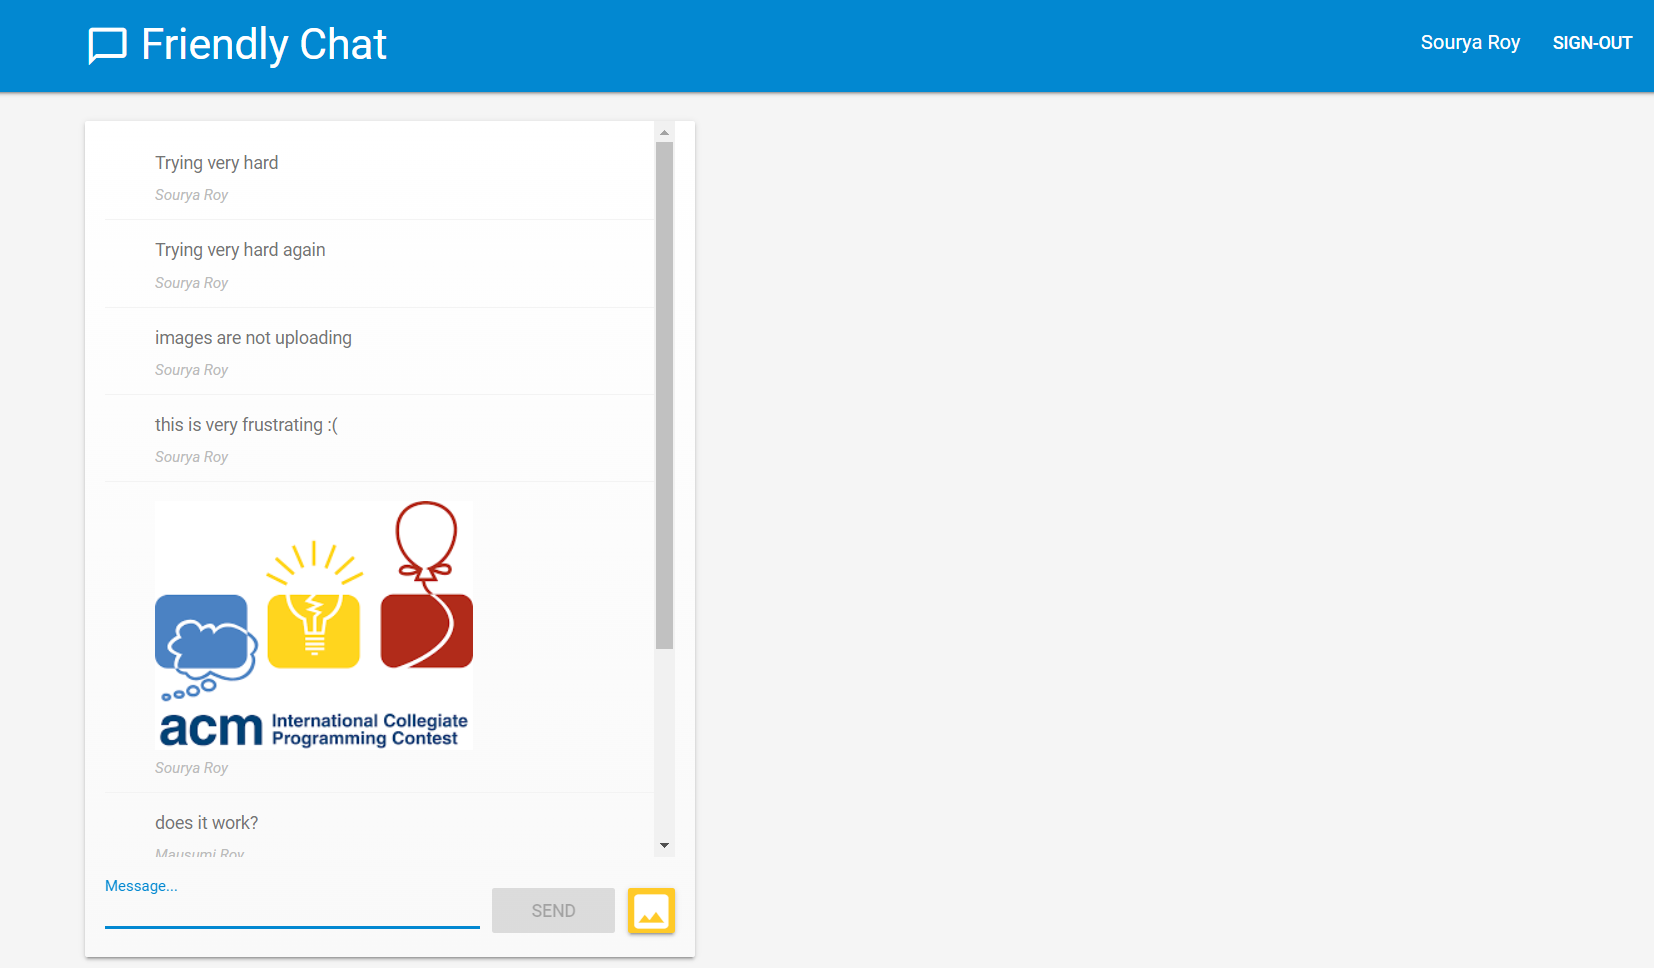 Friendly Chat
Sourya Roy SIGN-OUT
Trying very hard
Sourya Roy
Trying very hard again
Sourya Roy
images are not uploading
Sourya Roy
this is very frustrating :(
Sourya Roy
acm International Collegiate
Programming Contest
Sourya Roy
does it work?
Mausumi Roy
Message...
SEND